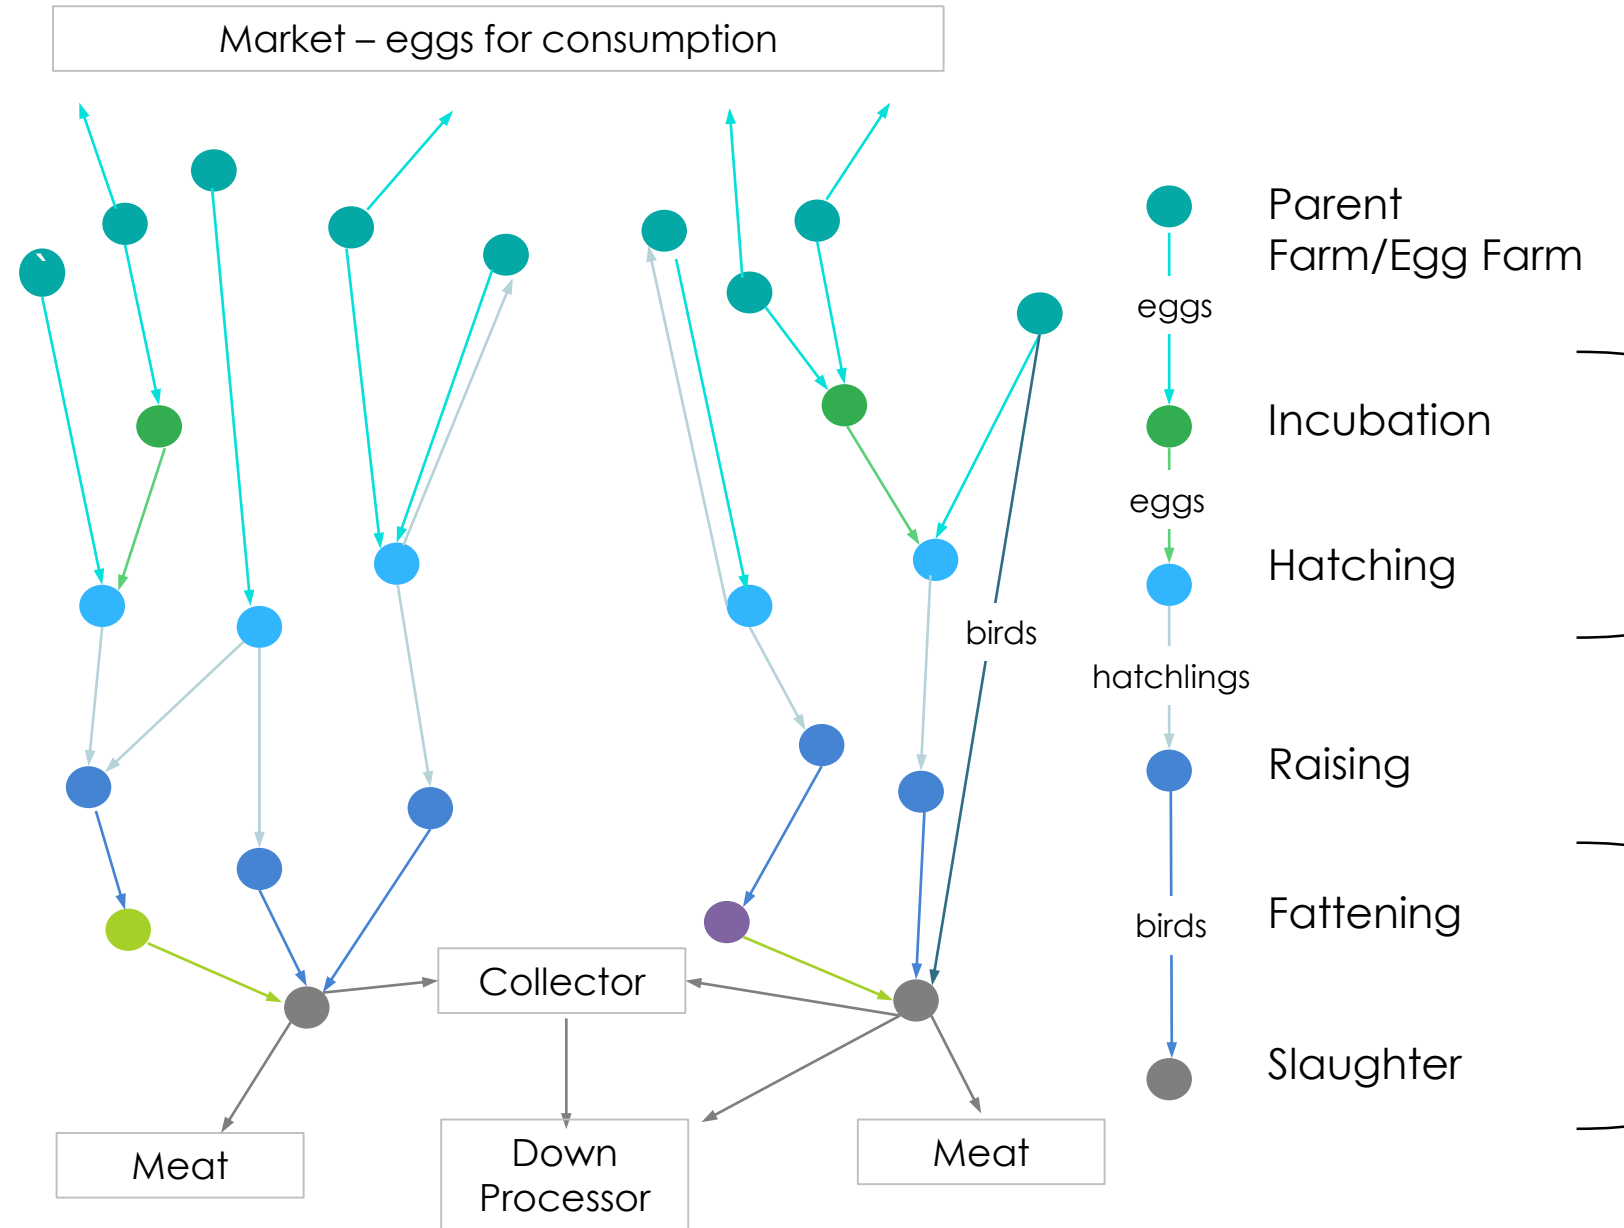 Market – eggs for consumption
`
Parent
Farm/Egg Farm
eggs
Incubation
eggs
Hatching
birds
hatchlings
Raising
Fattening
birds
Collector
Slaughter
Meat
Down
Processor
Meat